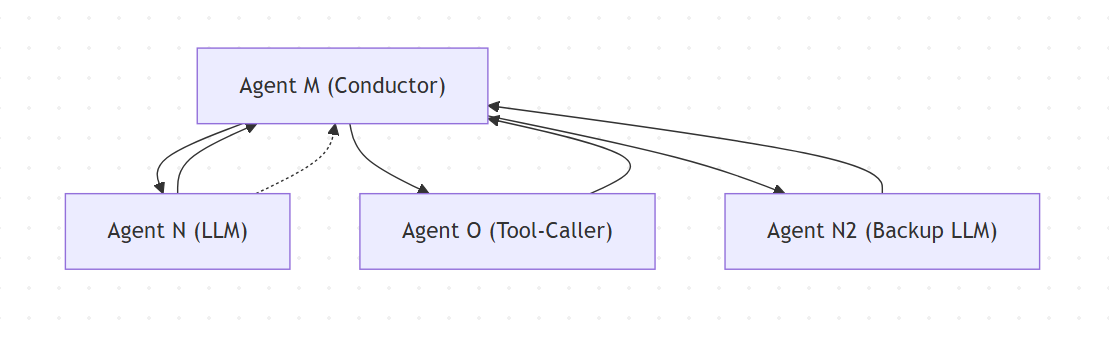 Agent M (Conductor)
Agent N (LLM)
Agent O (Tool-Caller)
Agent N2 (Backup LLM)